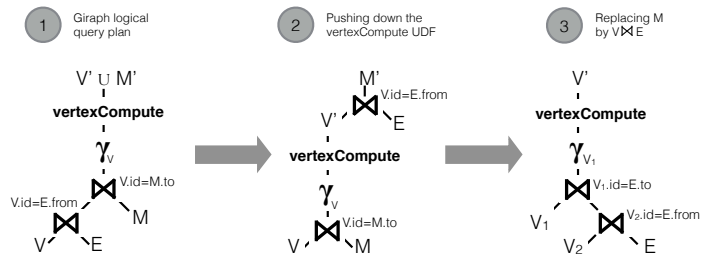 1
Giraph logical
query plan
V' ∪ M'
vertexCompute
γV
V.id=M.to
V.id=E.from
M
V
E
2
Pushing down the
vertexCompute UDF
M'
V.id=E.from
V'
E
vertexCompute
γV
V.id=M.to
V
M
3
Replacing M
by V⋈E
V'
vertexCompute
γV1
V1.id=E.to
V1
V2.id=E.from
V2
E